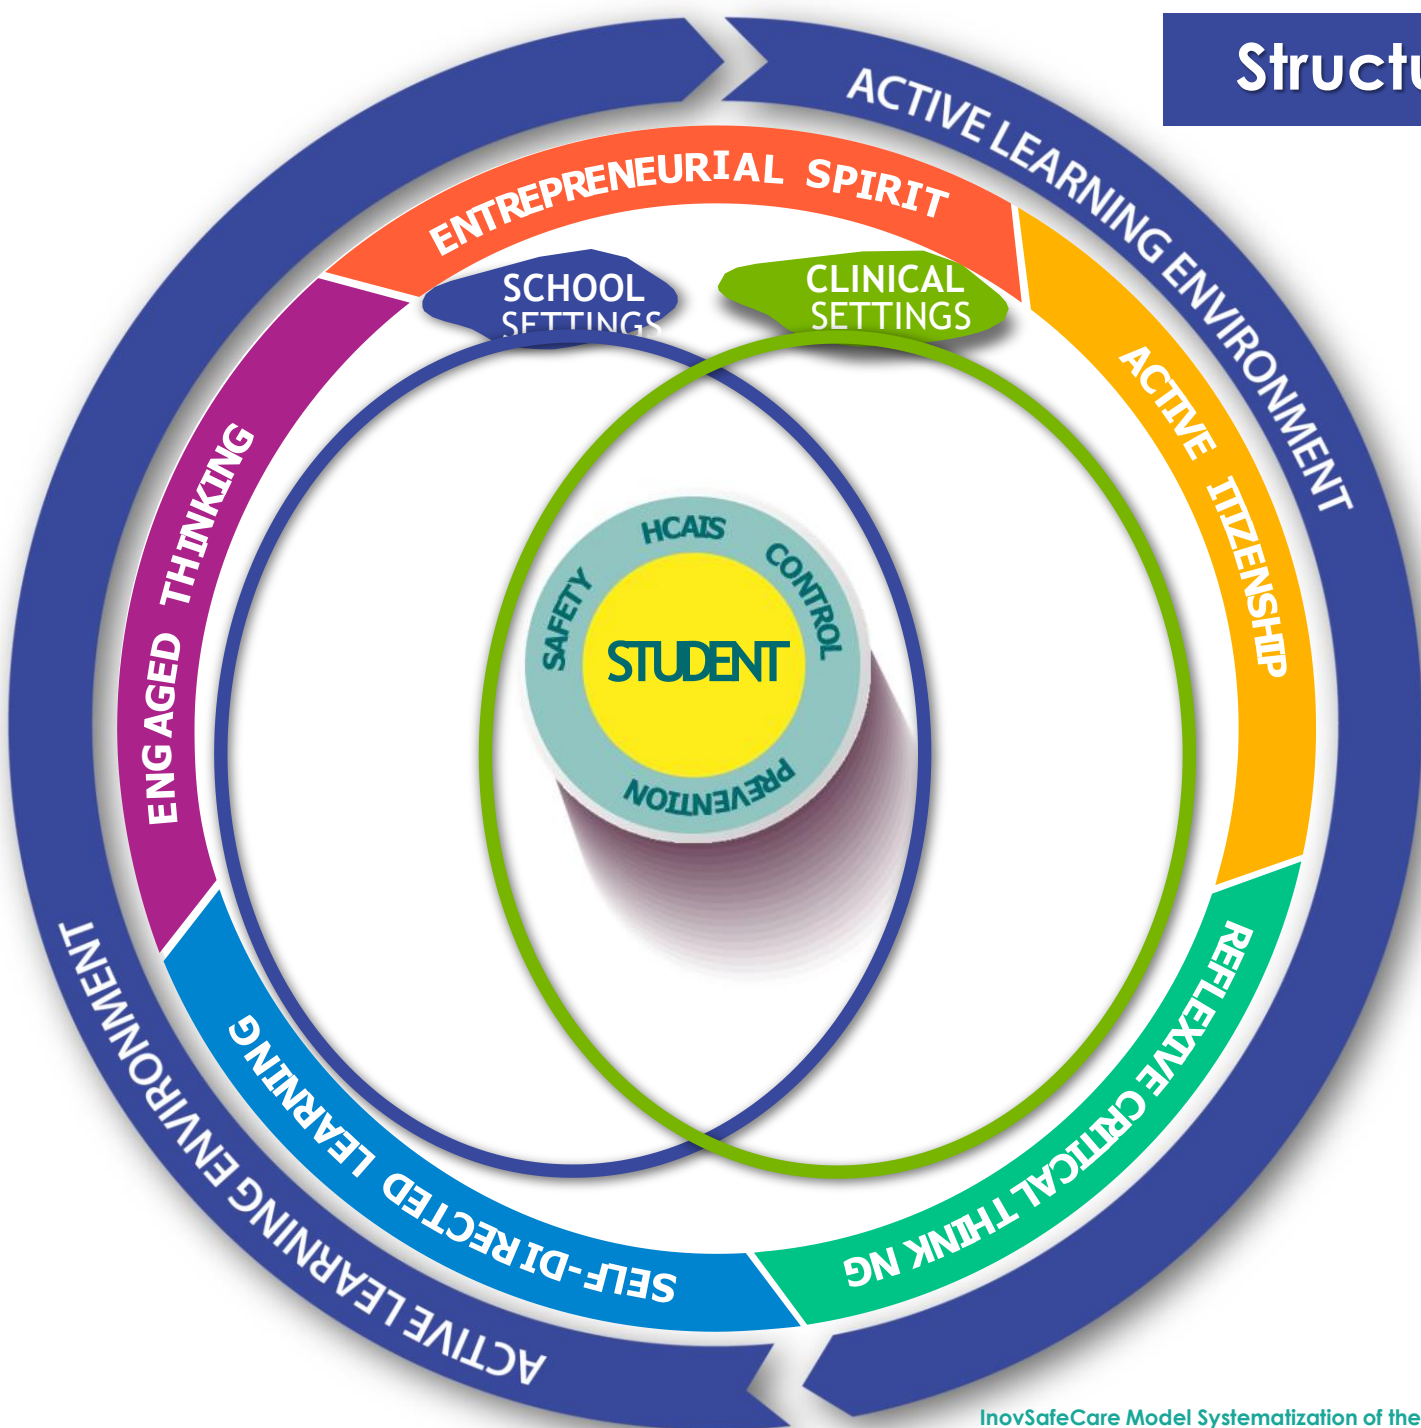 Structu
ACTIVE LEARNING ENVIRONMENT
ENTREPRENEURIAL SPIRIT
SCHOOL
SETTINGS
CLINICAL
SETTINGS
ACTIVE ITIZENSHIP
ENGAGED THINKING
HCAIS
CONTROL
SAFETY
STUDENT
PREVENTION
REFLEXIVE CRITICAL THINK NG
SELF-DIRECTED LEARNING
ACTIVE LEARNING ENVIRONMENT
InovSafeCare Model Systematization of the